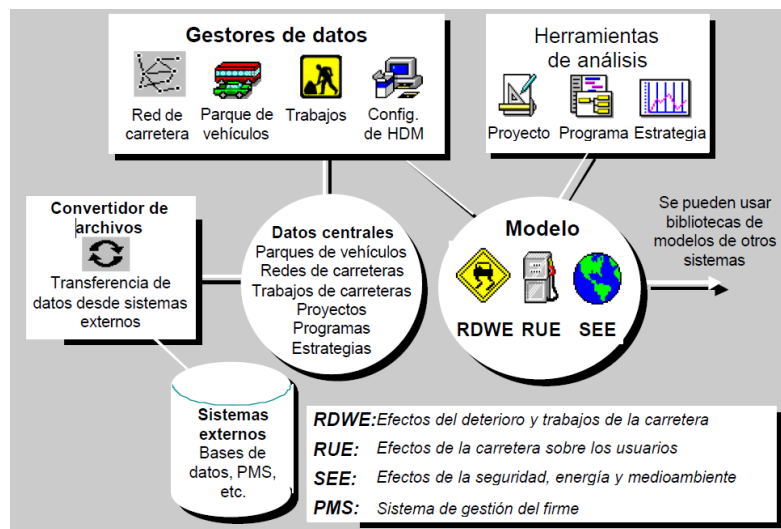 Gestores de datos
Red de
carretera
Parque de
vehículos
Trabajos
Config.
de HDM
Herramientas
de análisis
Proyecto
Programa
Estrategia
Convertidor de
archivos
Transferencia de
datos desde sistemas
externos
Datos centrales
Parques de vehículos
Redes de carreteras
Trabajos de carreteras
Proyectos
Programas
Estrategias
Modelo
RDWE
RUE
SEE
Se pueden usar
bibliotecas de
modelos de otros
sistemas
Sistemas
externos
Bases de
datos, PMS,
etc.
RDWE: Efectos del deterioro y trabajos de la carretera
RUE: Efectos de la carretera sobre los usuarios
SEE: Efectos de la seguridad, energía y medioambiente
PMS: Sistema de gestión del firme